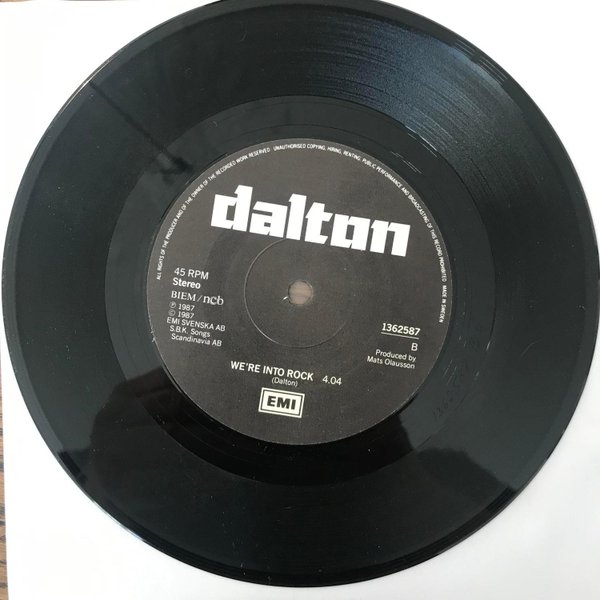 ALL RIGHTS OF THE PRODUCER AND OF THE OWNER OF THE RECORDED WORK RESERVED UNAUTHORISED COPYING, HIRING, RENTING, PUBLIC PERFORMANCE AND BROADCASTING OF THIS RECORD PROHIBITED MADE IN SWEDEN
dalton
45 RPM
Stereo
BIEM/ncb
℗ 1987
© 1987
EMI SVENSKA AB
S.B.K. Songs
Scandinavia AB
1362587
B
Produced by
Mats Olausson
WE'RE INTO ROCK 4.04
(Dalton)
EMI